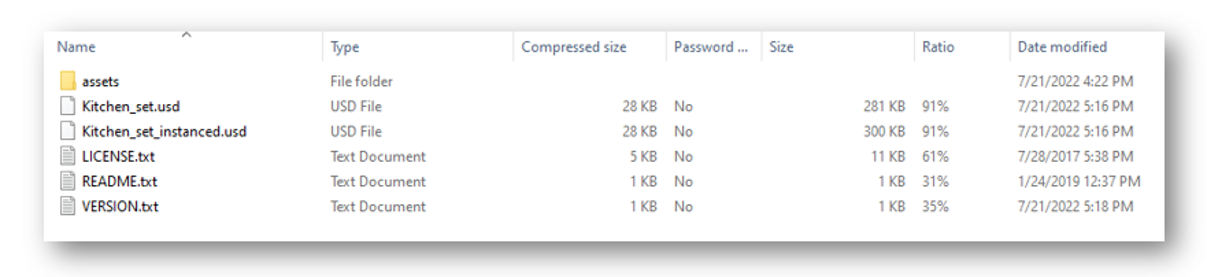 Name Type Compressed size Password ... Size Ratio Date modified
assets File folder 7/21/2022 4:22 PM
Kitchen_set.usd USD File 28 KB No 281 KB 91% 7/21/2022 5:16 PM
Kitchen_set_instanced.usd USD File 28 KB No 300 KB 91% 7/21/2022 5:16 PM
LICENSE.txt Text Document 5 KB No 11 KB 61% 7/28/2017 5:38 PM
README.txt Text Document 1 KB No 1 KB 31% 1/24/2019 12:37 PM
VERSION.txt Text Document 1 KB No 1 KB 35% 7/21/2022 5:18 PM